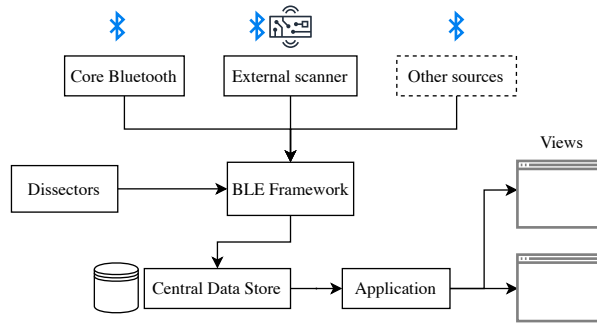 Core Bluetooth
External scanner
Other sources
Views
Dissectors
BLE Framework
Central Data Store
Application